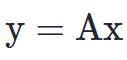 y = Ax